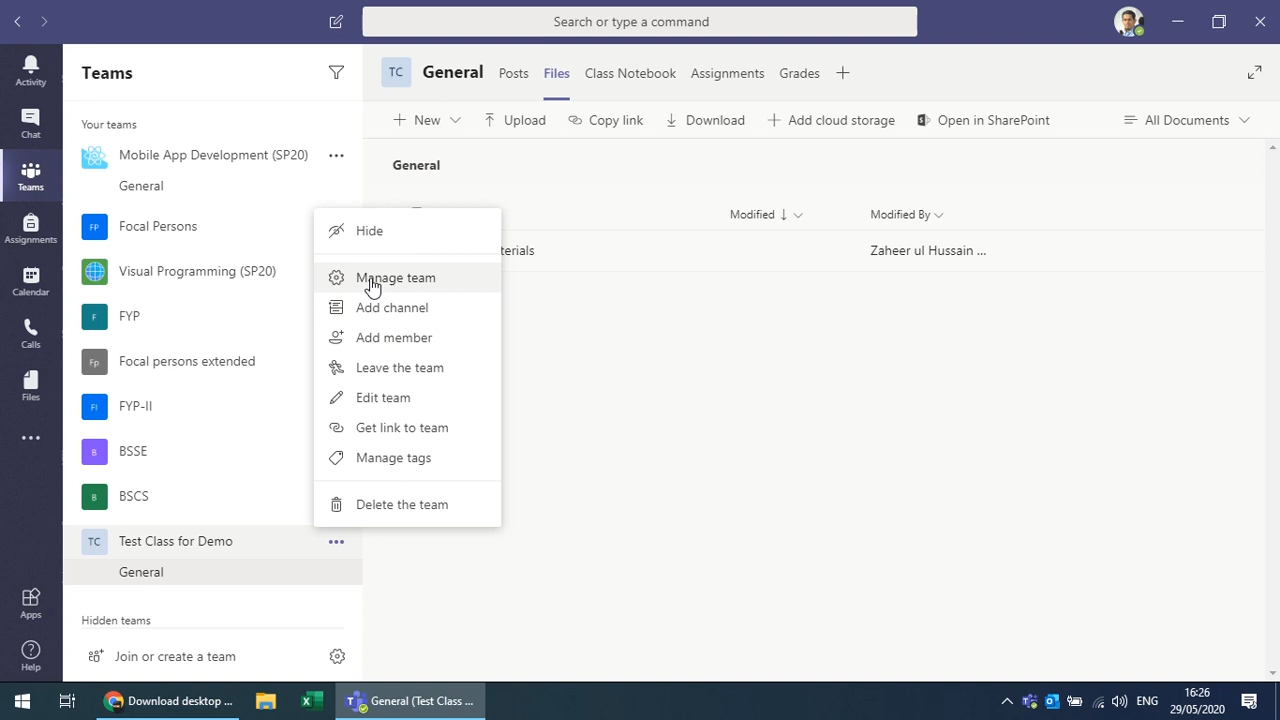 Search or type a command
Activity
Chat
Teams
Assignments
Calendar
Calls
Files
Apps
Help
Teams
Your teams
Mobile App Development (SP20)
General
FP Focal Persons
Visual Programming (SP20)
F FYP
Fp Focal persons extended
FI FYP-II
B BSSE
B BSCS
TC Test Class for Demo
General
Hidden teams
Join or create a team
Hide
Manage team
Add channel
Add member
Leave the team
Edit team
Get link to team
Manage tags
Delete the team
TC General Posts Files Class Notebook Assignments Grades
New Upload Copy link Download Add cloud storage Open in SharePoint All Documents
General
Modified Modified By
terials Zaheer ul Hussain ...
Download desktop ... General (Test Class ... ENG 16:26
29/05/2020